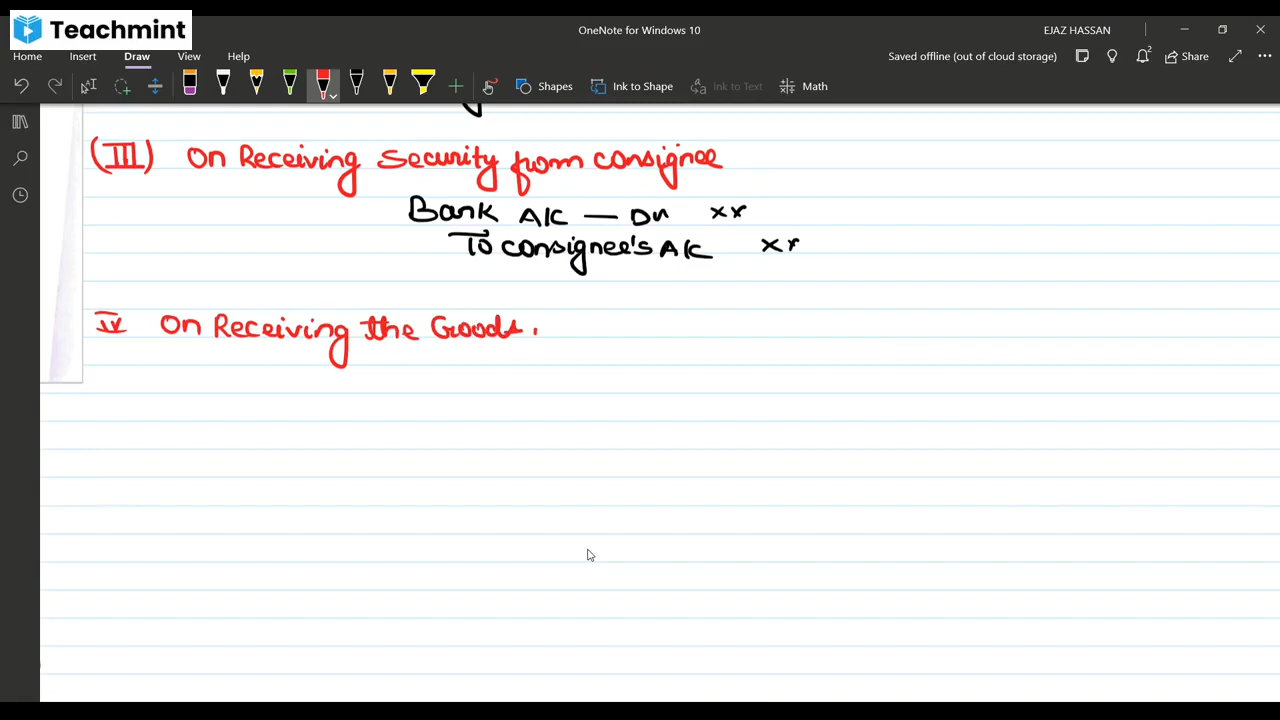 Teachmint
OneNote for Windows 10
EJAZ HASSAN
Home Insert Draw View Help
Saved offline (out of cloud storage)
2
Share
Shapes
Ink to Shape
Ink to Text
Math
(III) On Receiving Security from consignee
Bank A/C — Dr xx
To consignee's A/C xx
IV On Receiving the Goods.